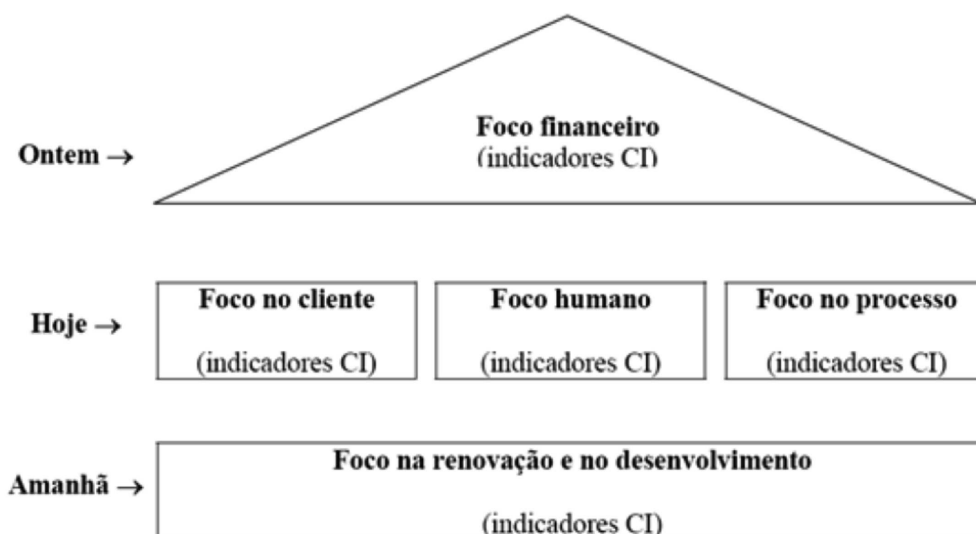 Foco financeiro
Ontem →
(indicadores CI)
Foco no cliente
Foco humano
Foco no processo
Hoje →
(indicadores CI)
(indicadores CI)
(indicadores CI)
Foco na renovação e no desenvolvimento
Amanhã →
(indicadores CI)